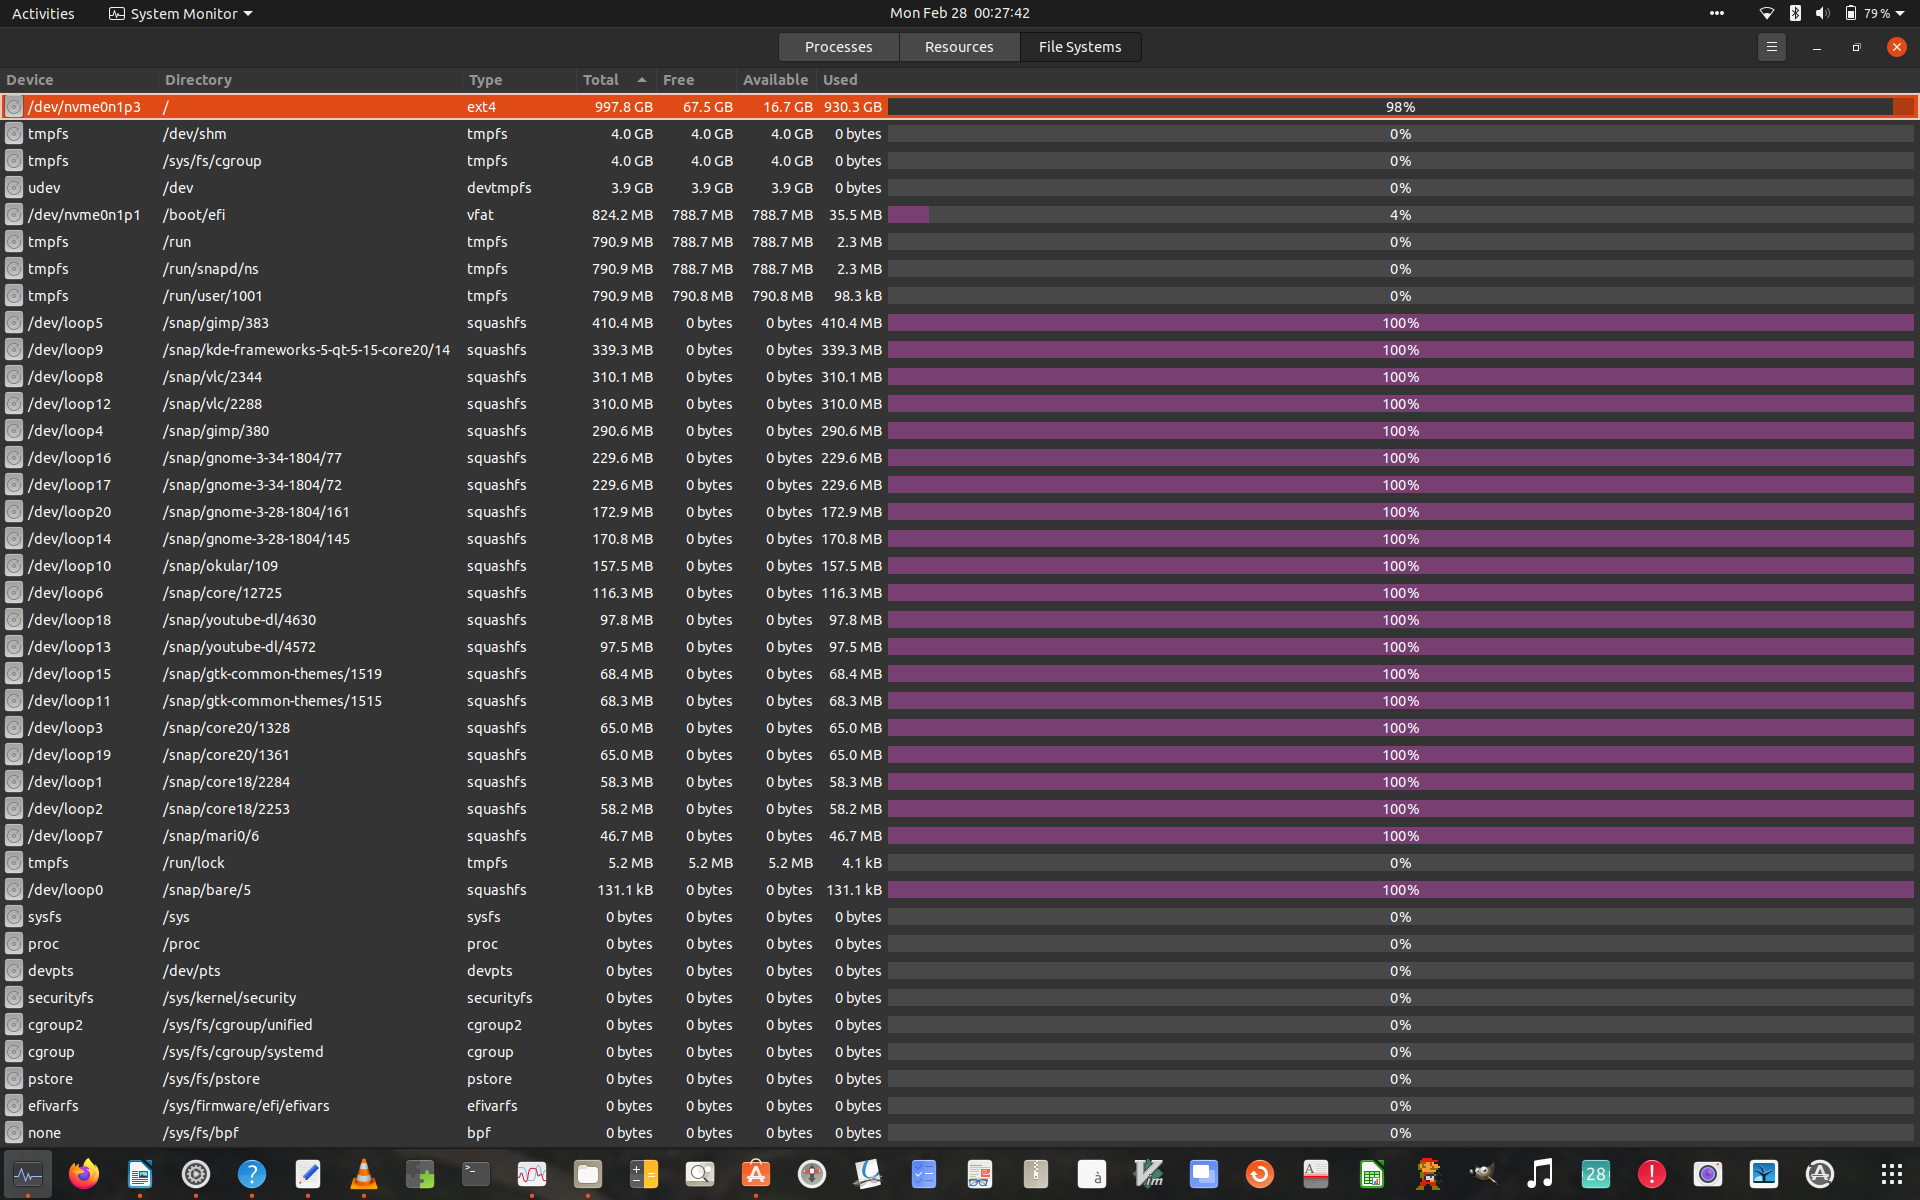 Activities System Monitor Mon Feb 28 00:27:42 79 %
Processes Resources File Systems
Device Directory Type Total Free Available Used
/dev/nvme0n1p3 / ext4 997.8 GB 67.5 GB 16.7 GB 930.3 GB 98%
tmpfs /dev/shm tmpfs 4.0 GB 4.0 GB 4.0 GB 0 bytes 0%
tmpfs /sys/fs/cgroup tmpfs 4.0 GB 4.0 GB 4.0 GB 0 bytes 0%
udev /dev devtmpfs 3.9 GB 3.9 GB 3.9 GB 0 bytes 0%
/dev/nvme0n1p1 /boot/efi vfat 824.2 MB 788.7 MB 788.7 MB 35.5 MB 4%
tmpfs /run tmpfs 790.9 MB 788.7 MB 788.7 MB 2.3 MB 0%
tmpfs /run/snapd/ns tmpfs 790.9 MB 788.7 MB 788.7 MB 2.3 MB 0%
tmpfs /run/user/1001 tmpfs 790.9 MB 790.8 MB 790.8 MB 98.3 kB 0%
/dev/loop5 /snap/gimp/383 squashfs 410.4 MB 0 bytes 0 bytes 410.4 MB 100%
/dev/loop9 /snap/kde-frameworks-5-qt-5-15-core20/14 squashfs 339.3 MB 0 bytes 0 bytes 339.3 MB 100%
/dev/loop8 /snap/vlc/2344 squashfs 310.1 MB 0 bytes 0 bytes 310.1 MB 100%
/dev/loop12 /snap/vlc/2288 squashfs 310.0 MB 0 bytes 0 bytes 310.0 MB 100%
/dev/loop4 /snap/gimp/380 squashfs 290.6 MB 0 bytes 0 bytes 290.6 MB 100%
/dev/loop16 /snap/gnome-3-34-1804/77 squashfs 229.6 MB 0 bytes 0 bytes 229.6 MB 100%
/dev/loop17 /snap/gnome-3-34-1804/72 squashfs 229.6 MB 0 bytes 0 bytes 229.6 MB 100%
/dev/loop20 /snap/gnome-3-28-1804/161 squashfs 172.9 MB 0 bytes 0 bytes 172.9 MB 100%
/dev/loop14 /snap/gnome-3-28-1804/145 squashfs 170.8 MB 0 bytes 0 bytes 170.8 MB 100%
/dev/loop10 /snap/okular/109 squashfs 157.5 MB 0 bytes 0 bytes 157.5 MB 100%
/dev/loop6 /snap/core/12725 squashfs 116.3 MB 0 bytes 0 bytes 116.3 MB 100%
/dev/loop18 /snap/youtube-dl/4630 squashfs 97.8 MB 0 bytes 0 bytes 97.8 MB 100%
/dev/loop13 /snap/youtube-dl/4572 squashfs 97.5 MB 0 bytes 0 bytes 97.5 MB 100%
/dev/loop15 /snap/gtk-common-themes/1519 squashfs 68.4 MB 0 bytes 0 bytes 68.4 MB 100%
/dev/loop11 /snap/gtk-common-themes/1515 squashfs 68.3 MB 0 bytes 0 bytes 68.3 MB 100%
/dev/loop3 /snap/core20/1328 squashfs 65.0 MB 0 bytes 0 bytes 65.0 MB 100%
/dev/loop19 /snap/core20/1361 squashfs 65.0 MB 0 bytes 0 bytes 65.0 MB 100%
/dev/loop1 /snap/core18/2284 squashfs 58.3 MB 0 bytes 0 bytes 58.3 MB 100%
/dev/loop2 /snap/core18/2253 squashfs 58.2 MB 0 bytes 0 bytes 58.2 MB 100%
/dev/loop7 /snap/mari0/6 squashfs 46.7 MB 0 bytes 0 bytes 46.7 MB 100%
tmpfs /run/lock tmpfs 5.2 MB 5.2 MB 5.2 MB 4.1 kB 0%
/dev/loop0 /snap/bare/5 squashfs 131.1 kB 0 bytes 0 bytes 131.1 kB 100%
sysfs /sys sysfs 0 bytes 0 bytes 0 bytes 0 bytes 0%
proc /proc proc 0 bytes 0 bytes 0 bytes 0 bytes 0%
devpts /dev/pts devpts 0 bytes 0 bytes 0 bytes 0 bytes 0%
securityfs /sys/kernel/security securityfs 0 bytes 0 bytes 0 bytes 0 bytes 0%
cgroup2 /sys/fs/cgroup/unified cgroup2 0 bytes 0 bytes 0 bytes 0 bytes 0%
cgroup /sys/fs/cgroup/systemd cgroup 0 bytes 0 bytes 0 bytes 0 bytes 0%
pstore /sys/fs/pstore pstore 0 bytes 0 bytes 0 bytes 0 bytes 0%
efivarfs /sys/firmware/efi/efivars efivarfs 0 bytes 0 bytes 0 bytes 0 bytes 0%
none /sys/fs/bpf bpf 0 bytes 0 bytes 0 bytes 0 bytes 0%
? à Vim A 28 !